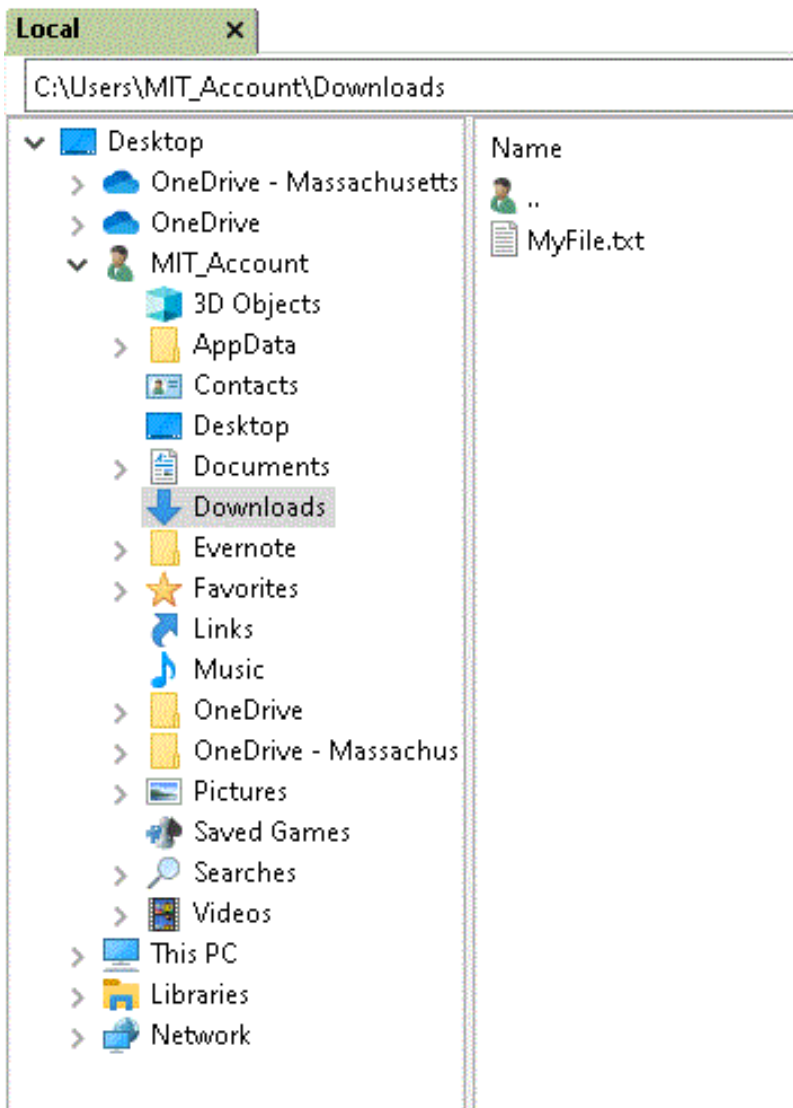 Local
C:\Users\MIT_Account\Downloads
Desktop
OneDrive - Massachusetts
OneDrive
MIT_Account
3D Objects
AppData
Contacts
Desktop
Documents
Downloads
Evernote
Favorites
Links
Music
OneDrive
OneDrive - Massachus
Pictures
Saved Games
Searches
Videos
This PC
Libraries
Network
Name
..
MyFile.txt